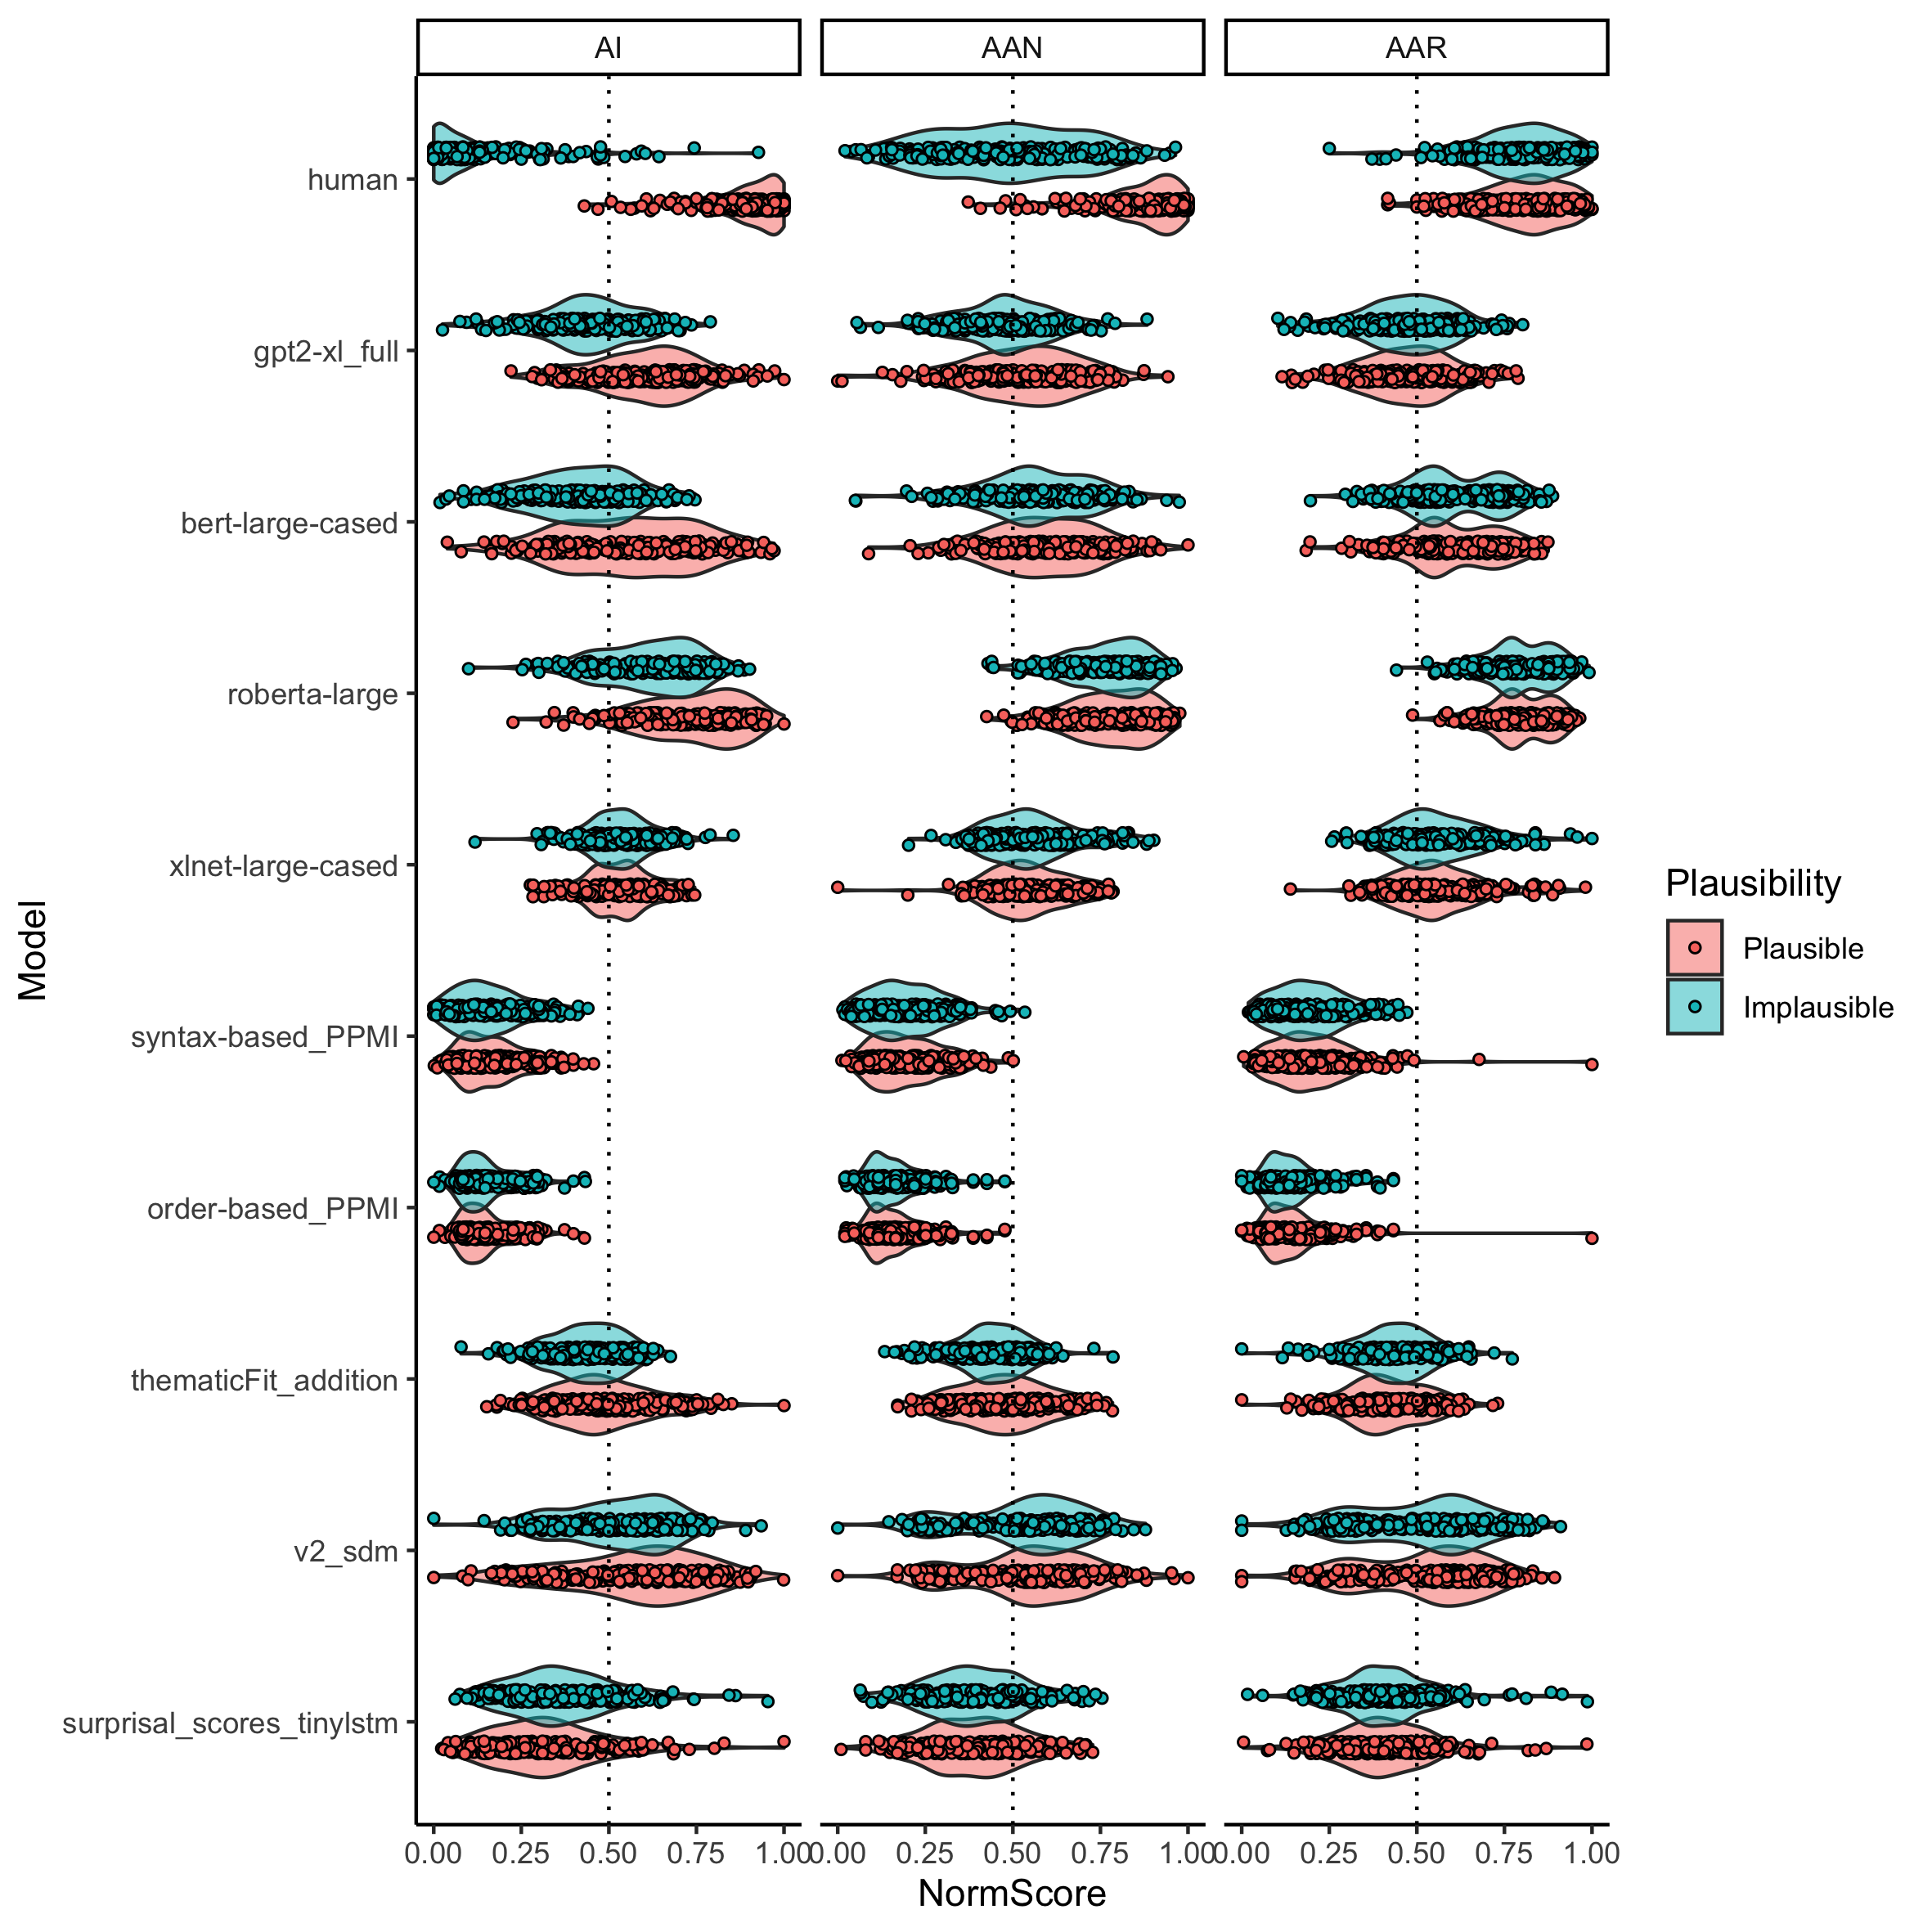 AI AAN AAR
human
gpt2-xl_full
bert-large-cased
roberta-large
xlnet-large-cased
syntax-based_PPMI
order-based_PPMI
thematicFit_addition
v2_sdm
surprisal_scores_tinylstm
Model
0.00 0.25 0.50 0.75 1.00 0.00 0.25 0.50 0.75 1.00 0.00 0.25 0.50 0.75 1.00
NormScore
Plausibility
Plausible
Implausible